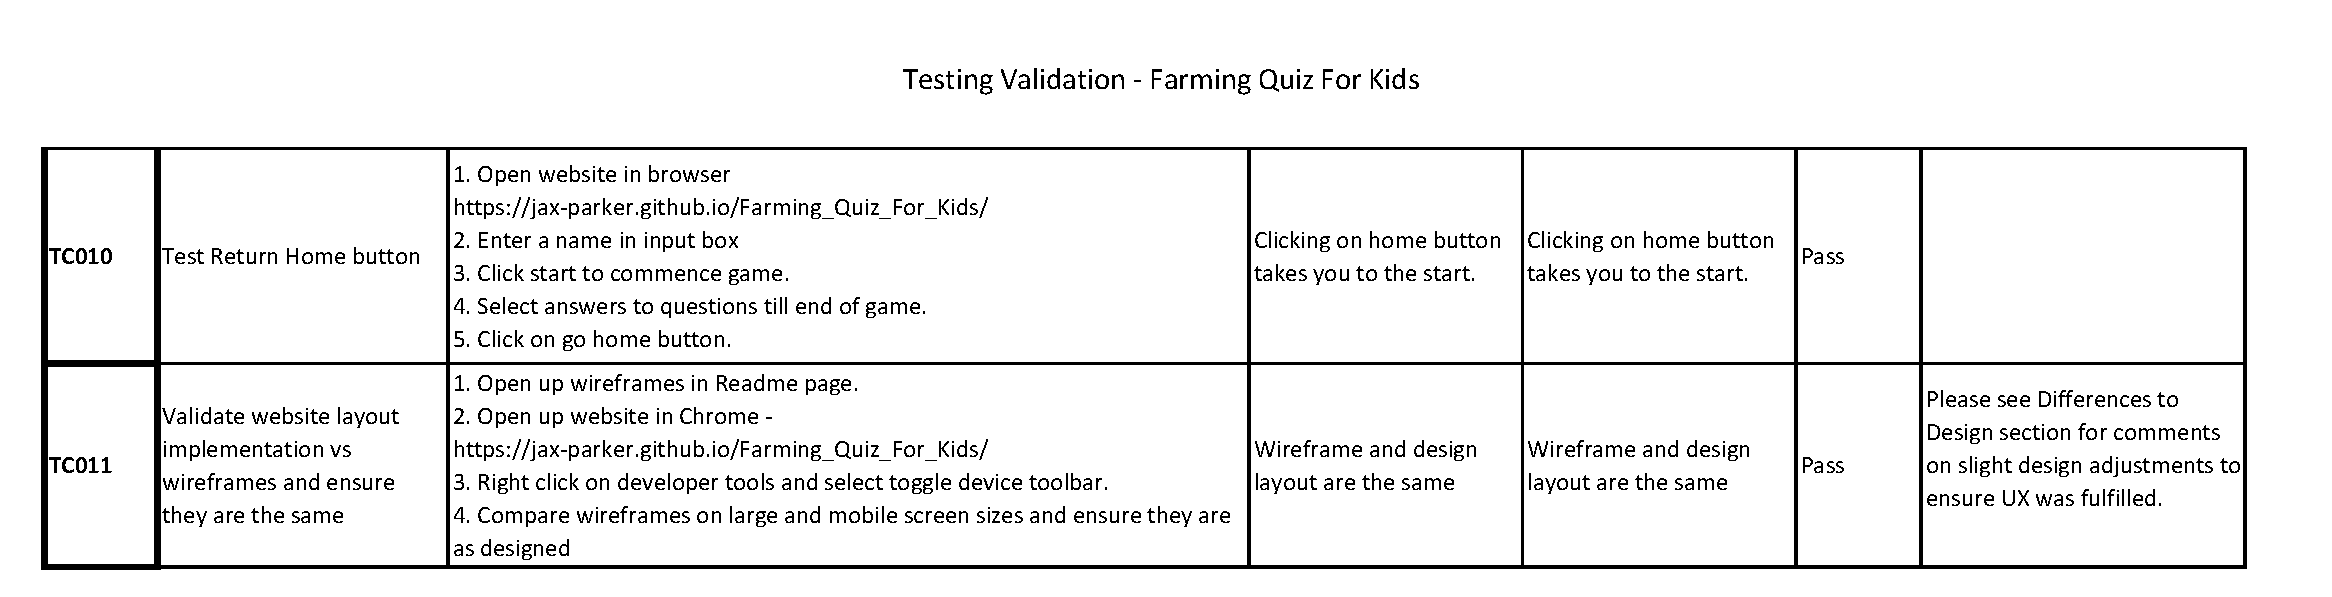 Testing Validation - Farming Quiz For Kids
TC010
Test Return Home button
1. Open website in browser
https://jax-parker.github.io/Farming_Quiz_For_Kids/
2. Enter a name in input box
3. Click start to commence game.
4. Select answers to questions till end of game.
5. Click on go home button.
Clicking on home button
takes you to the start.
Clicking on home button
takes you to the start.
Pass
TC011
Validate website layout
implementation vs
wireframes and ensure
they are the same
1. Open up wireframes in Readme page.
2. Open up website in Chrome -
https://jax-parker.github.io/Farming_Quiz_For_Kids/
3. Right click on developer tools and select toggle device toolbar.
4. Compare wireframes on large and mobile screen sizes and ensure they are
as designed
Wireframe and design
layout are the same
Wireframe and design
layout are the same
Pass
Please see Differences to
Design section for comments
on slight design adjustments to
ensure UX was fulfilled.